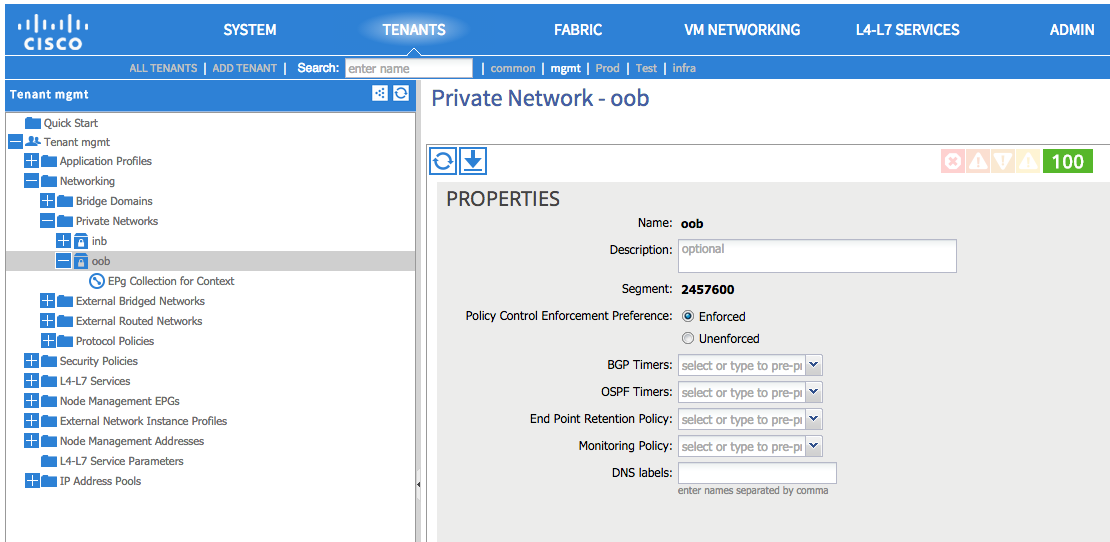 CISCO
SYSTEM TENANTS FABRIC VM NETWORKING L4-L7 SERVICES ADMIN
ALL TENANTS | ADD TENANT | Search: enter name | common | mgmt | Prod | Test | infra
Tenant mgmt
Quick Start
Tenant mgmt
Application Profiles
Networking
Bridge Domains
Private Networks
inb
oob
EPg Collection for Context
External Bridged Networks
External Routed Networks
Protocol Policies
Security Policies
L4-L7 Services
Node Management EPGs
External Network Instance Profiles
Node Management Addresses
L4-L7 Service Parameters
IP Address Pools
Private Network - oob
100
PROPERTIES
Name: oob
Description: optional
Segment: 2457600
Policy Control Enforcement Preference: Enforced
Unenforced
BGP Timers: select or type to pre-p
OSPF Timers: select or type to pre-p
End Point Retention Policy: select or type to pre-p
Monitoring Policy: select or type to pre-p
DNS labels:
enter names separated by comma